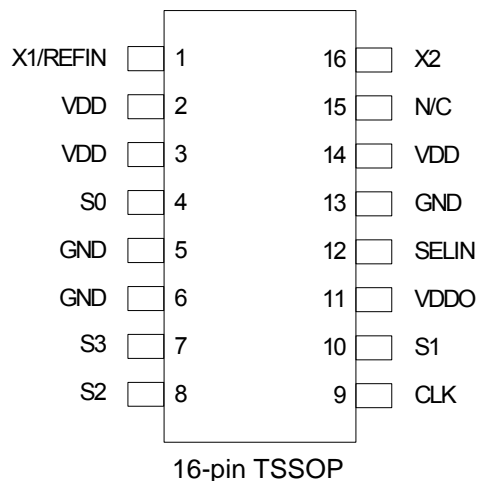 X1/REFIN 1 16 X2
VDD 2 15 N/C
VDD 3 14 VDD
S0 4 13 GND
GND 5 12 SELIN
GND 6 11 VDDO
S3 7 10 S1
S2 8 9 CLK
16-pin TSSOP